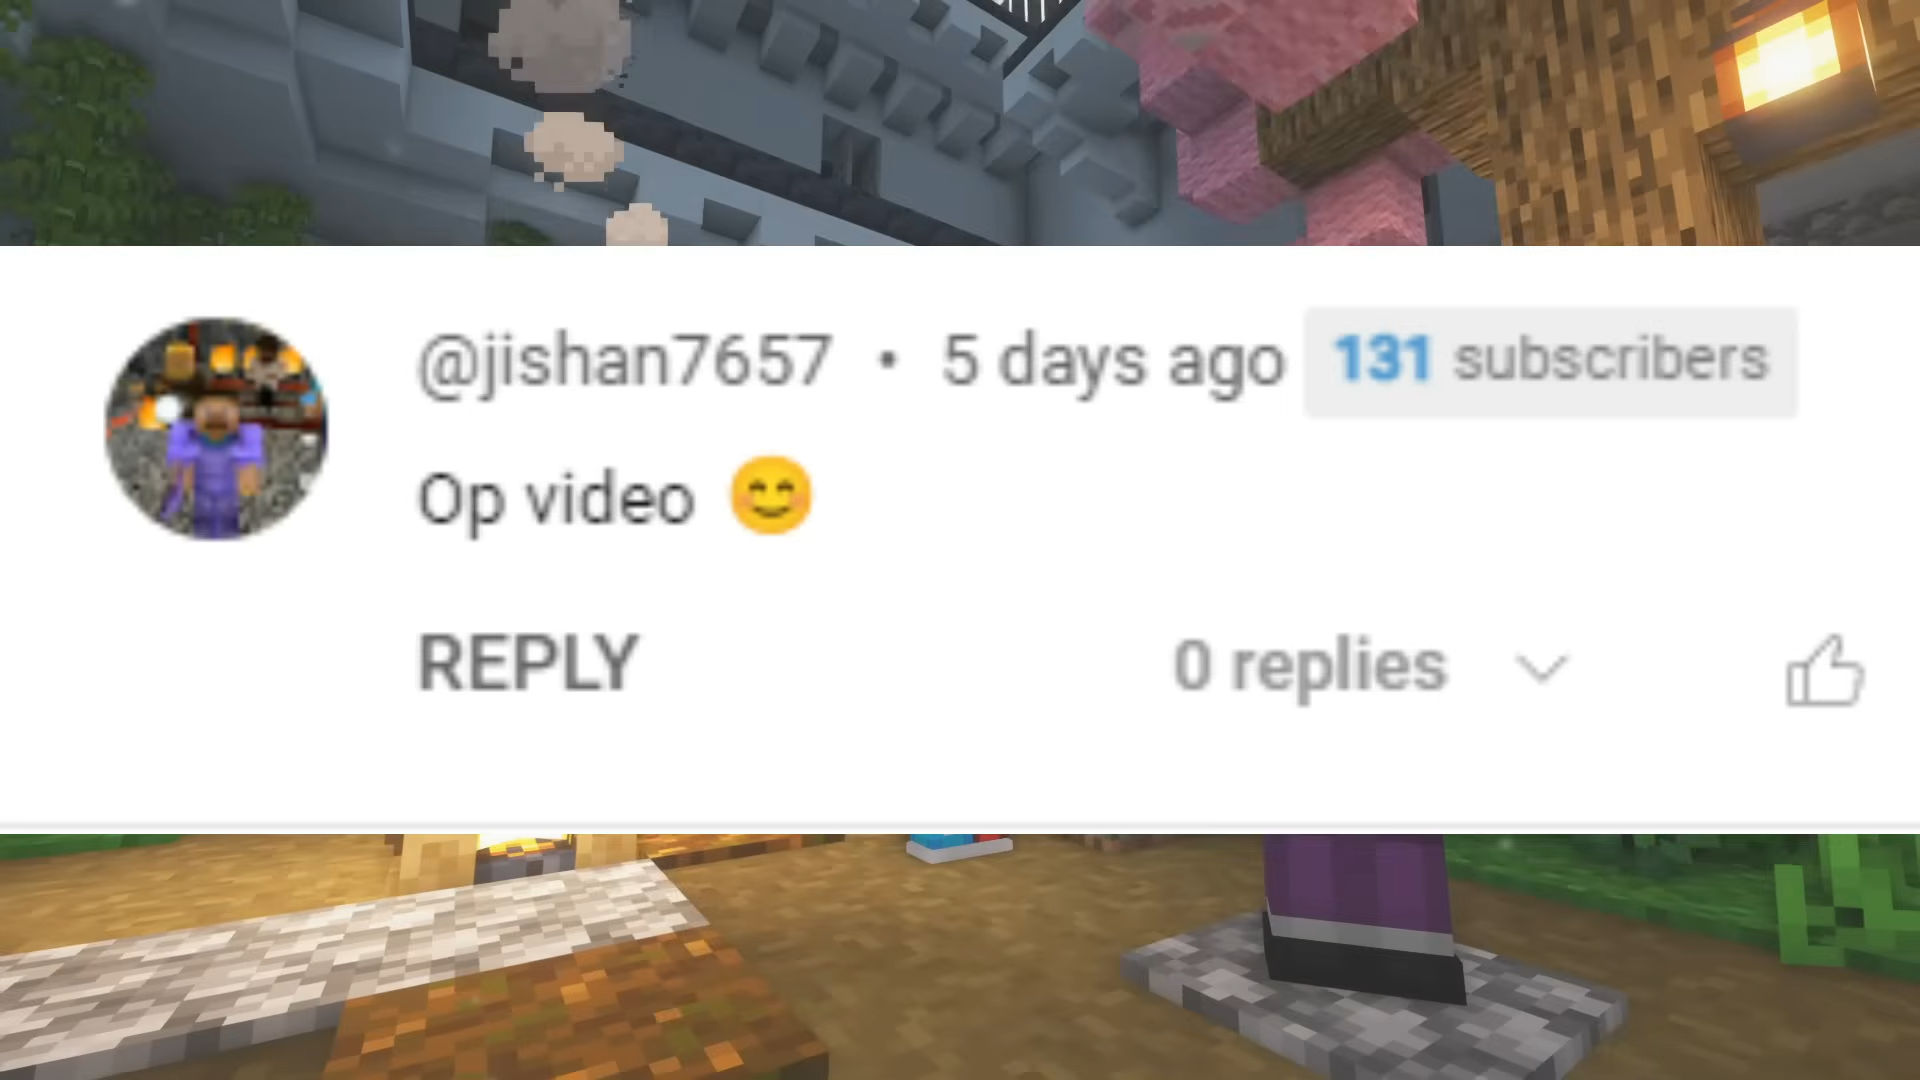 @jishan7657 • 5 days ago 131 subscribers
Op video 😊
REPLY 0 replies